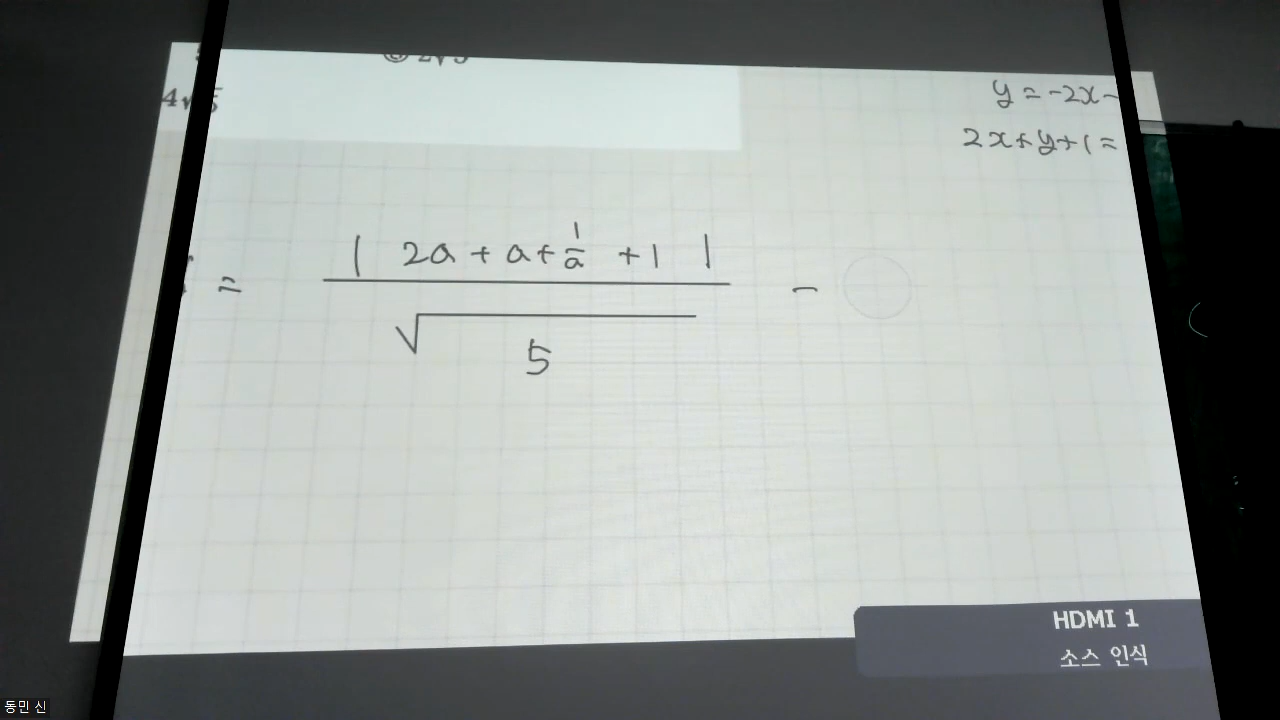 4√5
y = -2x -
2x+y+1 =
= | 2a + a + 1/a + 1 | / √5 -
HDMI 1
소스 인식
동민 신